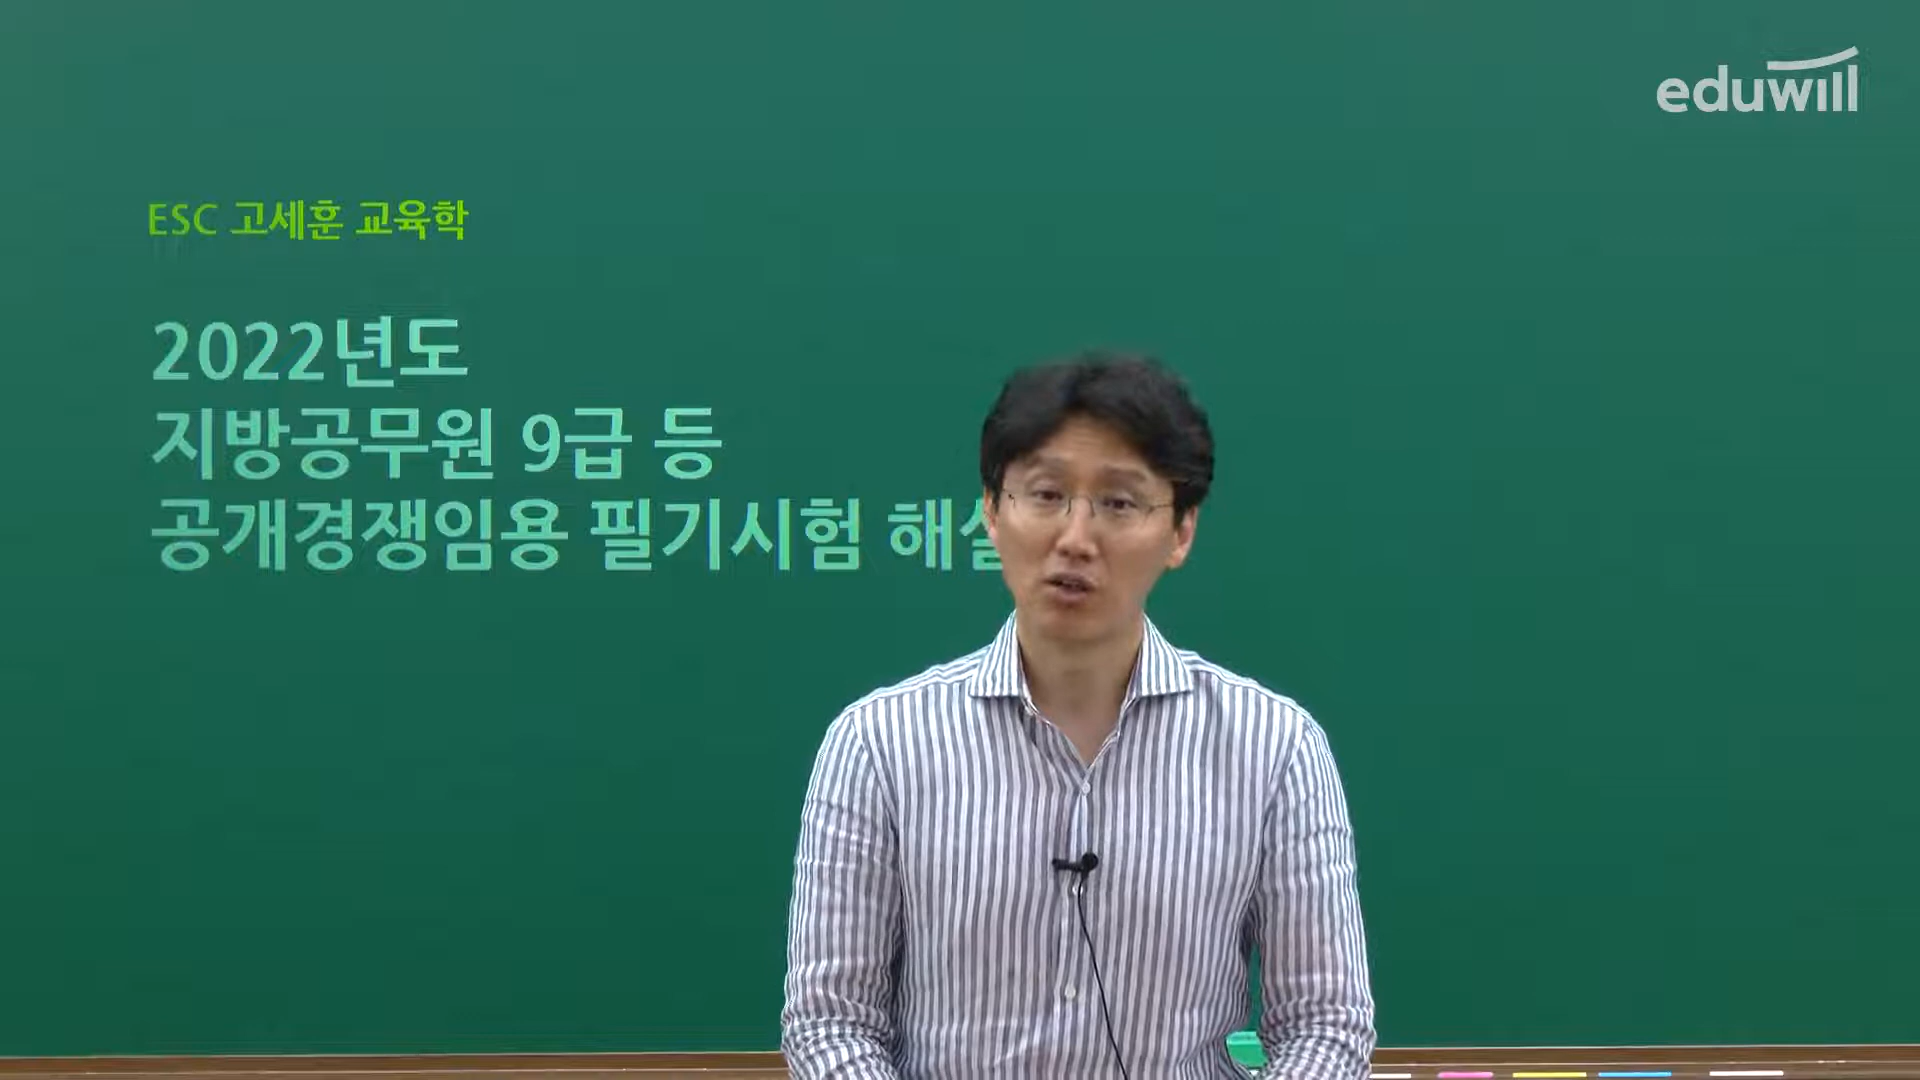 eduwill
ESC 고세훈 교육학
2022년도
지방공무원 9급 등
공개경쟁임용 필기시험